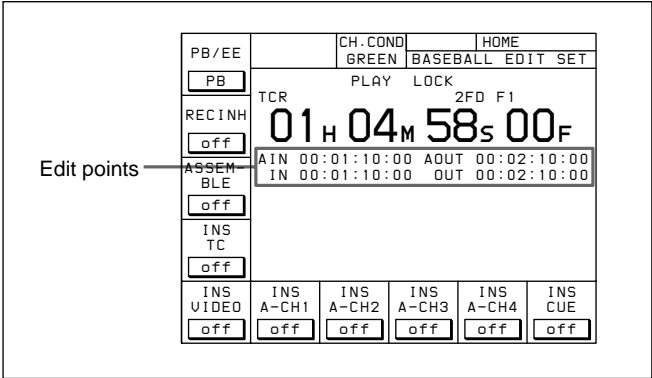 PB/EE
PB
CH.COND
GREEN
HOME
BASEBALL EDIT SET
PLAY LOCK
TCR 2FD F1
01H 04M 58S 00F
RECINH
off
Edit points
AIN 00:01:10:00 AOUT 00:02:10:00
IN 00:01:10:00 OUT 00:02:10:00
ASSEM-
BLE
off
INS
TC
off
INS
VIDEO
off
INS
A-CH1
off
INS
A-CH2
off
INS
A-CH3
off
INS
A-CH4
off
INS
CUE
off